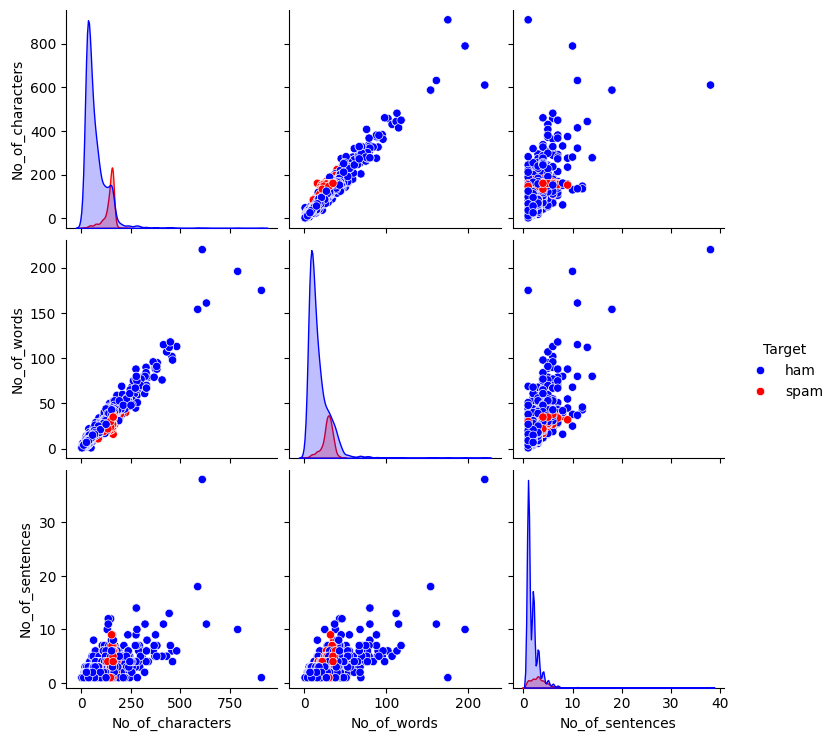 No_of_characters
800
600
400
200
0
No_of_words
200
150
100
50
0
Target
ham
spam
No_of_sentences
30
20
10
0
0 250 500 750
0 100 200
0 10 20 30 40
No_of_characters No_of_words No_of_sentences